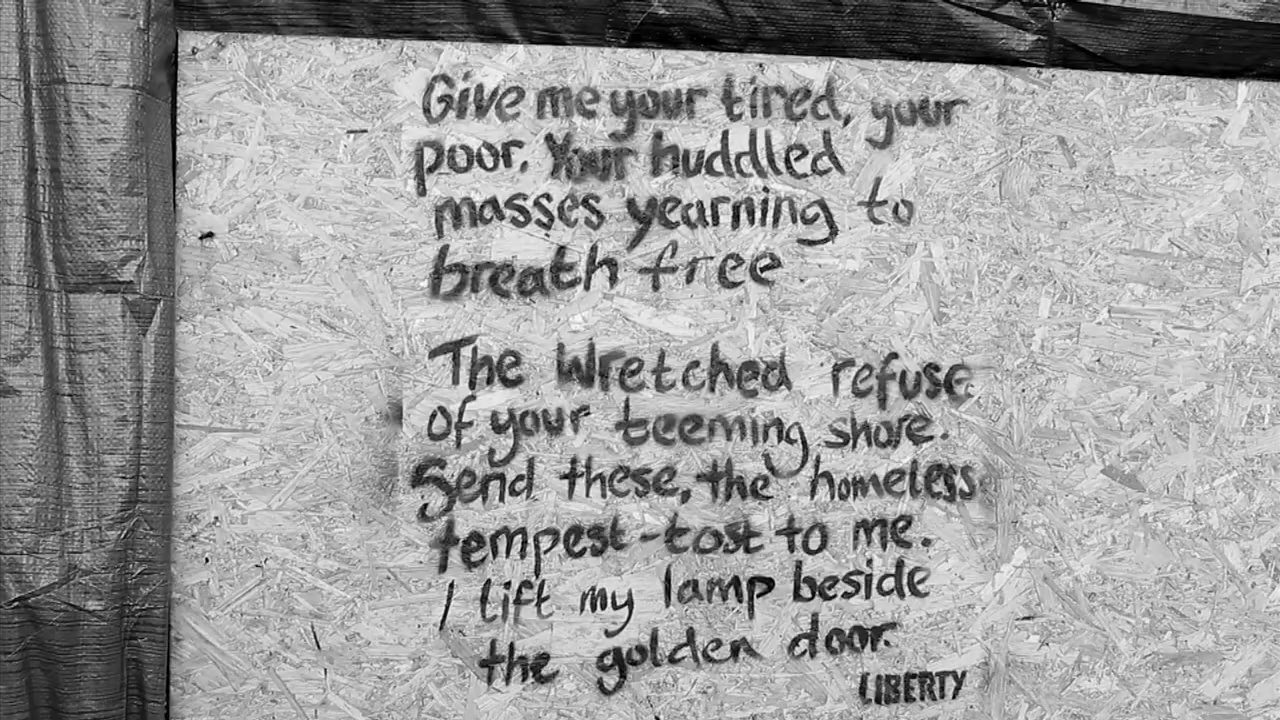 Give me your tired, your
poor. Your huddled
masses yearning to
breath free
The Wretched refuse
of your teeming shore.
Send these, the homeless
tempest-tost to me.
I lift my lamp beside
the golden door.
LIBERTY